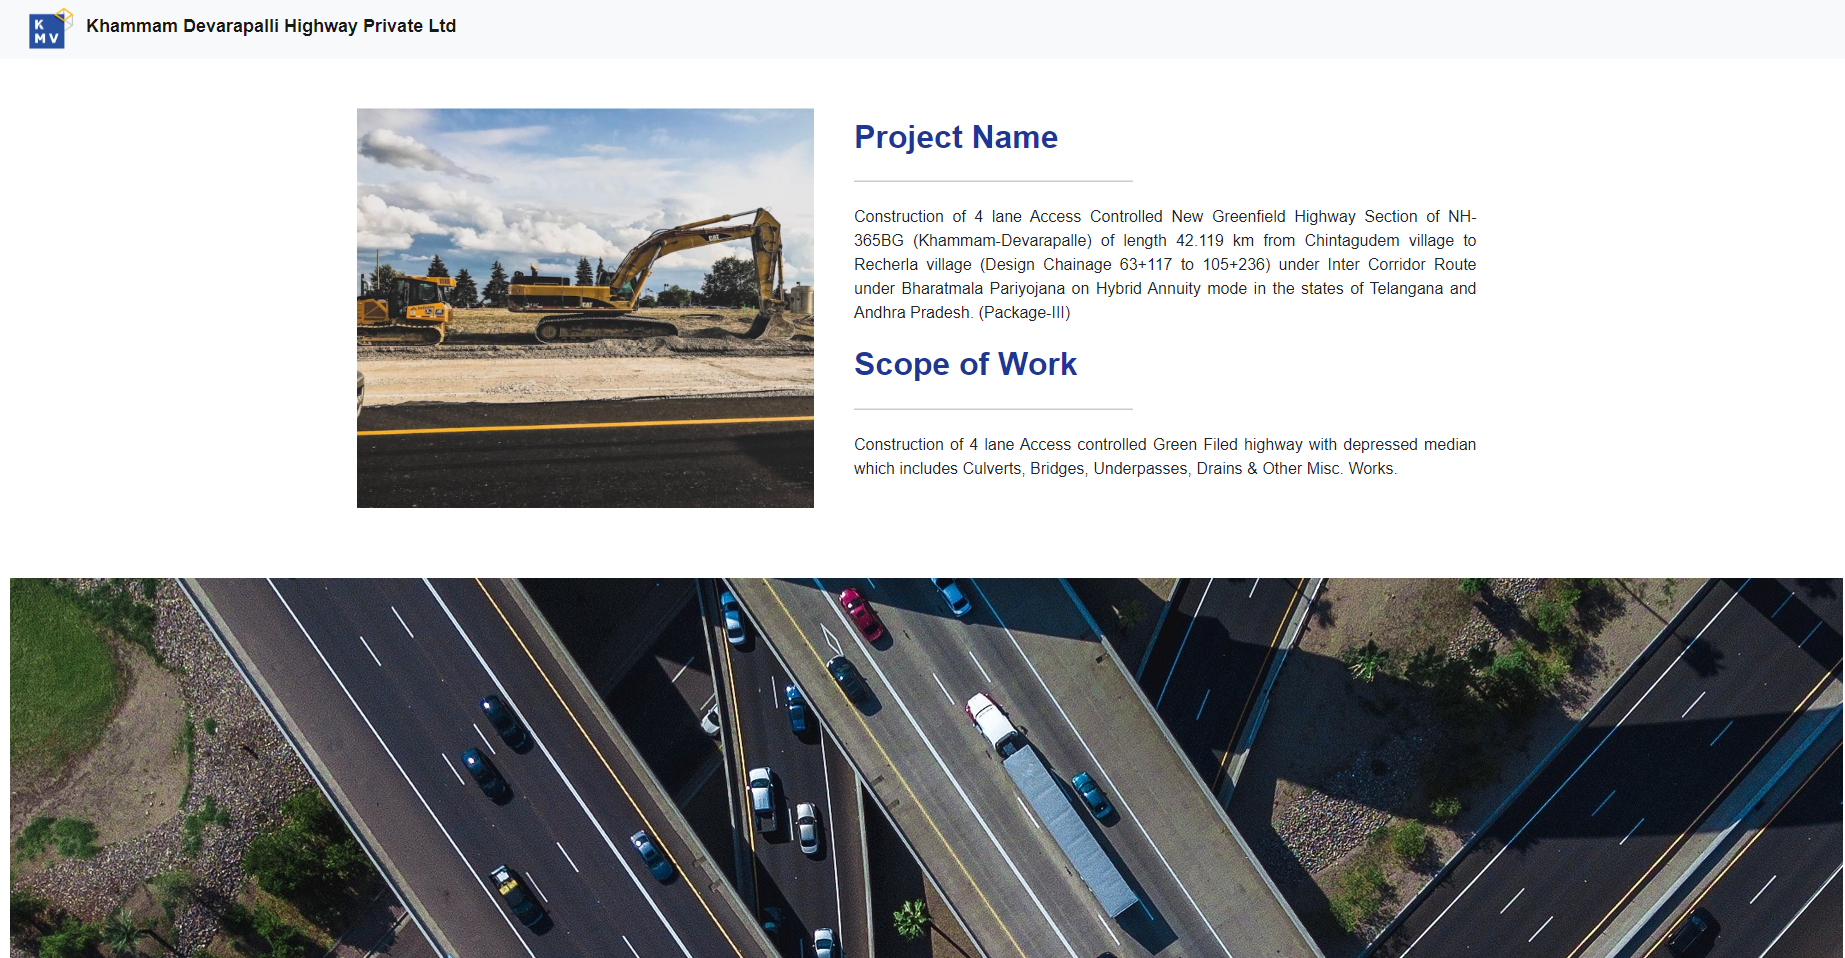 K
M V
Khammam Devarapalli Highway Private Ltd
Project Name
Construction of 4 lane Access Controlled New Greenfield Highway Section of NH-
365BG (Khammam-Devarapalle) of length 42.119 km from Chintagudem village to
Recherla village (Design Chainage 63+117 to 105+236) under Inter Corridor Route
under Bharatmala Pariyojana on Hybrid Annuity mode in the states of Telangana and
Andhra Pradesh. (Package-III)
Scope of Work
Construction of 4 lane Access controlled Green Filed highway with depressed median
which includes Culverts, Bridges, Underpasses, Drains & Other Misc. Works.
CAT